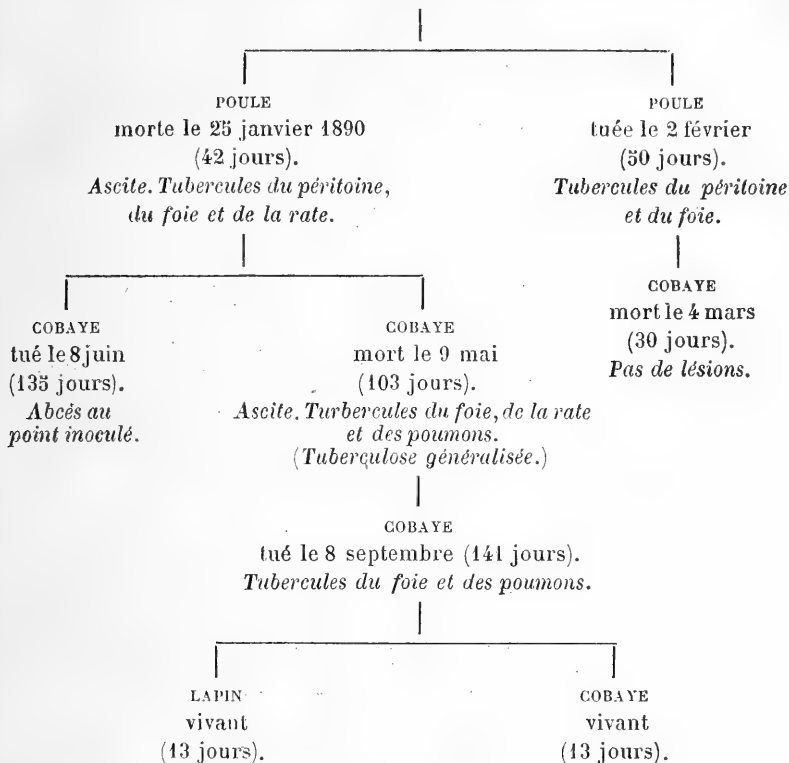 POULE
morte le 25 janvier 1890
(42 jours).
Ascite. Tubercules du péritoine,
du foie et de la rate.
POULE
tuée le 2 février
(50 jours).
Tubercules du péritoine
et du foie.
COBAYE
tué le 8 juin
(135 jours).
Abcés au
point inoculé.
COBAYE
mort le 9 mai
(103 jours).
Ascite. Turbercules du foie, de la rate
et des poumons.
(Tuberculose généralisée.)
COBAYE
mort le 4 mars
(30 jours).
Pas de lésions.
COBAYE
tué le 8 septembre (141 jours).
Tubercules du foie et des poumons.
LAPIN
vivant
(13 jours).
COBAYE
vivant
(13 jours).